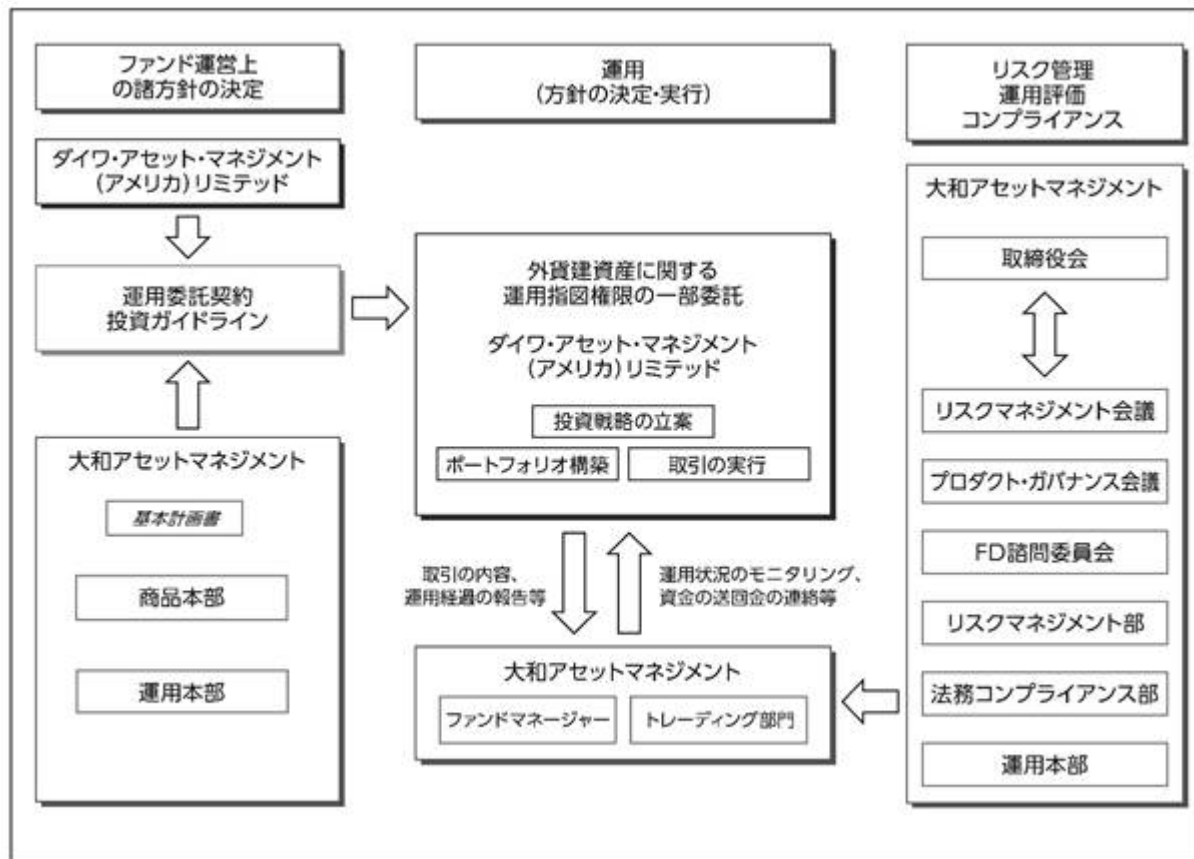 ファンド運営上
の諸方針の決定
ダイワ・アセット・マネジメント
(アメリカ)リミテッド
運用委託契約
投資ガイドライン
大和アセットマネジメント
基本計画書
商品本部
運用本部
運用
(方針の決定・実行)
外貨建資産に関する
運用指図権限の一部委託
ダイワ・アセット・マネジメント
(アメリカ)リミテッド
投資戦略の立案
ポートフォリオ構築
取引の実行
取引の内容、
運用経過の報告等
運用状況のモニタリング、
資金の送回金の連絡等
大和アセットマネジメント
ファンドマネージャー
トレーディング部門
リスク管理
運用評価
コンプライアンス
大和アセットマネジメント
取締役会
リスクマネジメント会議
プロダクト・ガバナンス会議
FD諮問委員会
リスクマネジメント部
法務コンプライアンス部
運用本部